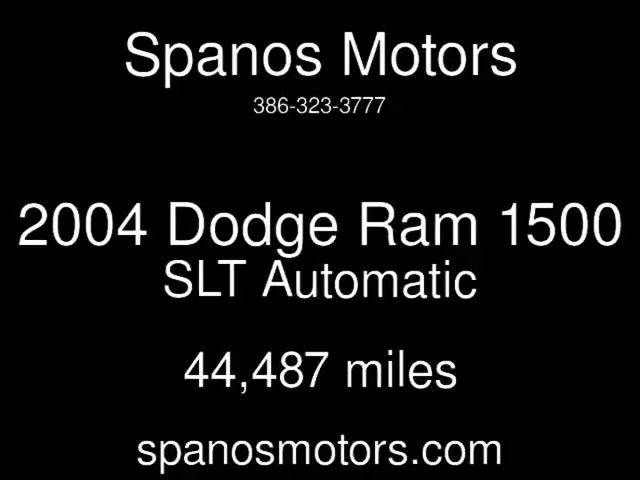 Spanos Motors
386-323-3777
2004 Dodge Ram 1500
SLT Automatic
44,487 miles
spanosmotors.com